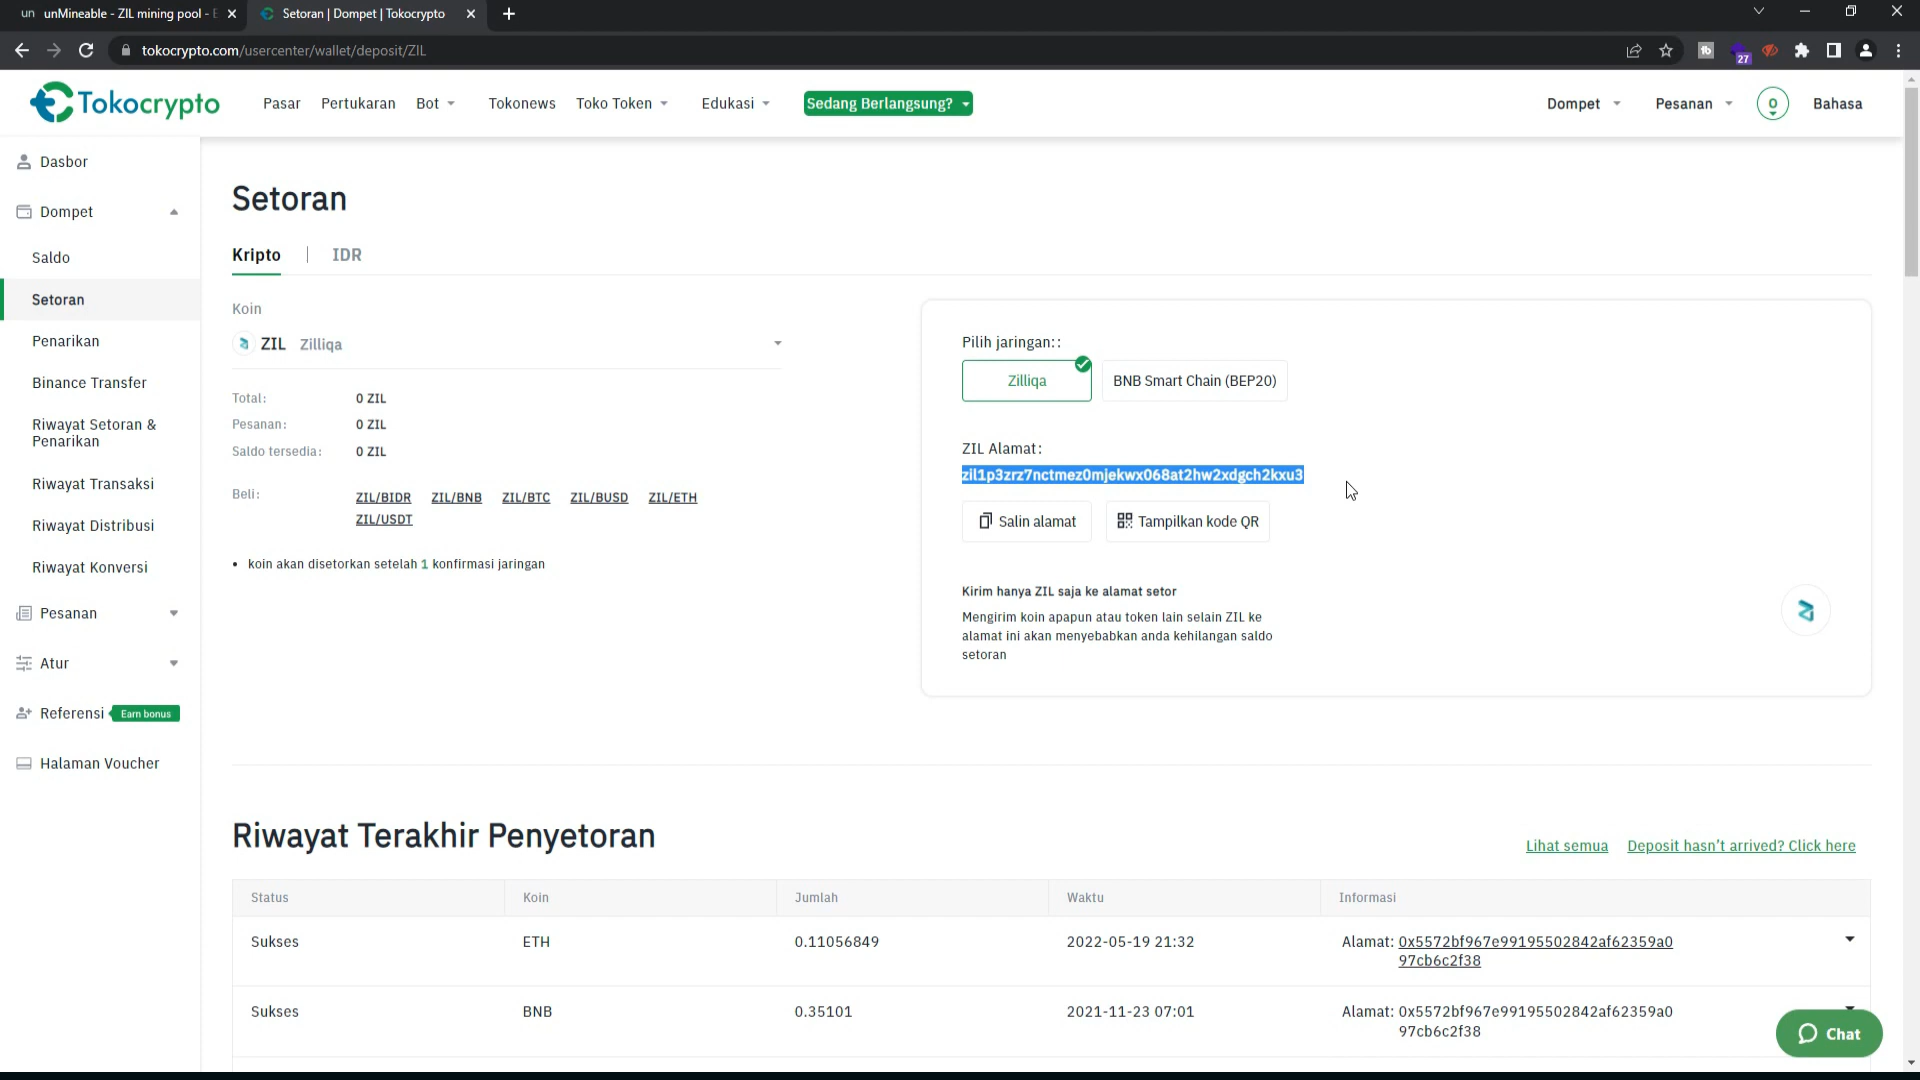 unMineable - ZIL mining pool -
Setoran | Dompet | Tokocrypto
tokocrypto.com/usercenter/wallet/deposit/ZIL
27
Tokocrypto
Pasar
Pertukaran
Bot
Tokonews
Toko Token
Edukasi
Sedang Berlangsung?
Dompet
Pesanan
0
Bahasa
Dasbor
Dompet
Saldo
Setoran
Penarikan
Binance Transfer
Riwayat Setoran &
Penarikan
Riwayat Transaksi
Riwayat Distribusi
Riwayat Konversi
Pesanan
Atur
Referensi
Earn bonus
Halaman Voucher
Setoran
Kripto
IDR
Koin
ZIL Zilliqa
Total: 0 ZIL
Pesanan: 0 ZIL
Saldo tersedia: 0 ZIL
Beli: ZIL/BIDR ZIL/BNB ZIL/BTC ZIL/BUSD ZIL/ETH
ZIL/USDT
• koin akan disetorkan setelah 1 konfirmasi jaringan
Pilih jaringan::
Zilliqa
BNB Smart Chain (BEP20)
ZIL Alamat:
zil1p3zrz7nctmez0mjekwx068at2hw2xdgch2kxu3
Salin alamat
Tampilkan kode QR
Kirim hanya ZIL saja ke alamat setor
Mengirim koin apapun atau token lain selain ZIL ke
alamat ini akan menyebabkan anda kehilangan saldo
setoran
Riwayat Terakhir Penyetoran
Lihat semua
Deposit hasn't arrived? Click here
Status Koin Jumlah Waktu Informasi
Sukses ETH 0.11056849 2022-05-19 21:32 Alamat: 0x5572bf967e99195502842af62359a0
97cb6c2f38
Sukses BNB 0.35101 2021-11-23 07:01 Alamat: 0x5572bf967e99195502842af62359a0
97cb6c2f38
Chat